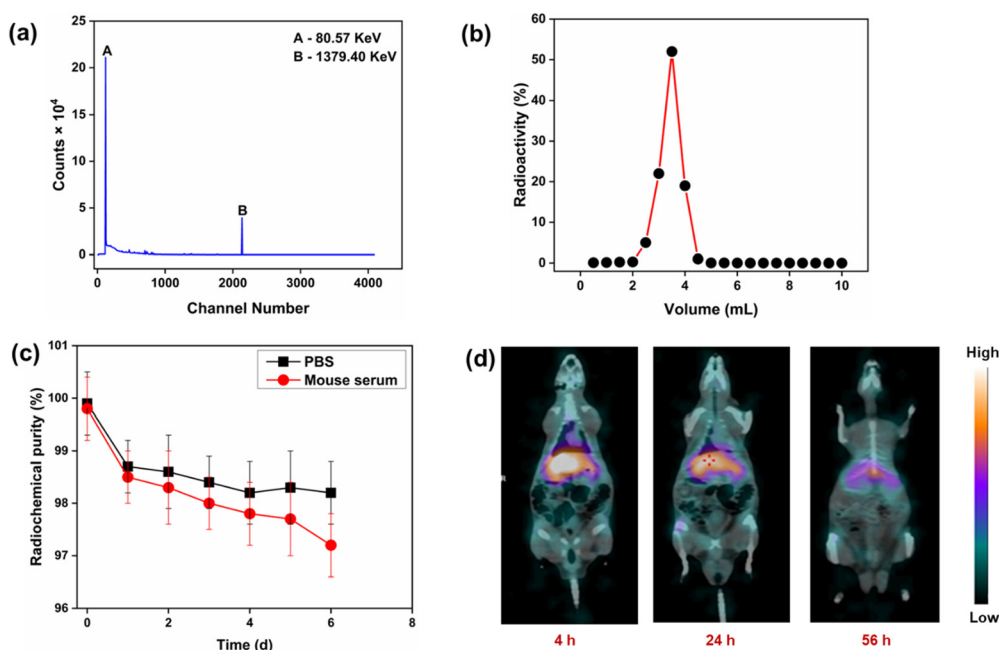 (a)
A - 80.57 KeV
B - 1379.40 KeV
A
B
25
20
15
10
5
0
Counts × 10⁴
0 1000 2000 3000 4000
Channel Number
(b)
60
50
40
30
20
10
0
Radioactivity (%)
0 2 4 6 8 10
Volume (mL)
(c)
PBS
Mouse serum
101
100
99
98
97
96
Radiochemical purity (%)
0 2 4 6 8
Time (d)
(d)
R
High
Low
4 h 24 h 56 h